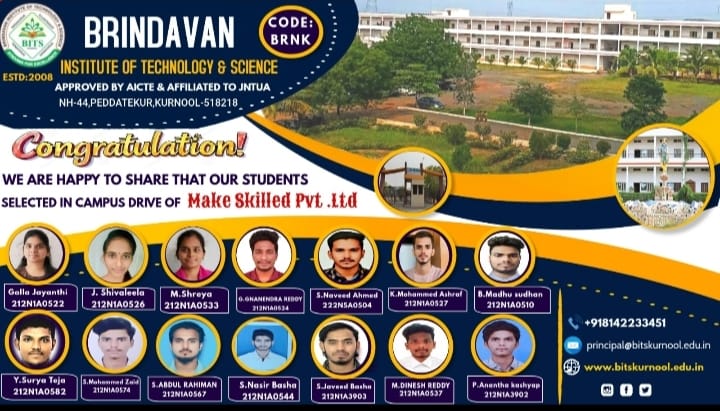 BITS
ESTD:2008
BRINDAVAN
CODE:
BRNK
INSTITUTE OF TECHNOLOGY & SCIENCE
APPROVED BY AICTE & AFFILIATED TO JNTUA
NH-44,PEDDATEKUR,KURNOOL-518218
Congratulation!
WE ARE HAPPY TO SHARE THAT OUR STUDENTS
SELECTED IN CAMPUS DRIVE OF Make Skilled Pvt .Ltd
Golla Jayanthi
212N1A0522
J. Shivaleela
212N1A0526
M.Shreya
212N1A0533
G.GNANENDRA REDDY
212N1A0524
S.Naveed Ahmed
222N5A0504
K.Mohammed Ashraf
212N1A0527
B.Madhu sudhan
212N1A0510
Y.Surya Teja
212N1A0582
S.Mohammed Zaid
212N1A0574
S.ABDUL RAHIMAN
212N1A0567
S.Nasir Basha
212N1A0544
S.Javeed Basha
212N1A3903
M.DINESH REDDY
212N1A0537
P.Anantha kashyap
212N1A3902
+918142233451
principal@bitskurnool.edu.in
www.bitskurnool.edu.in